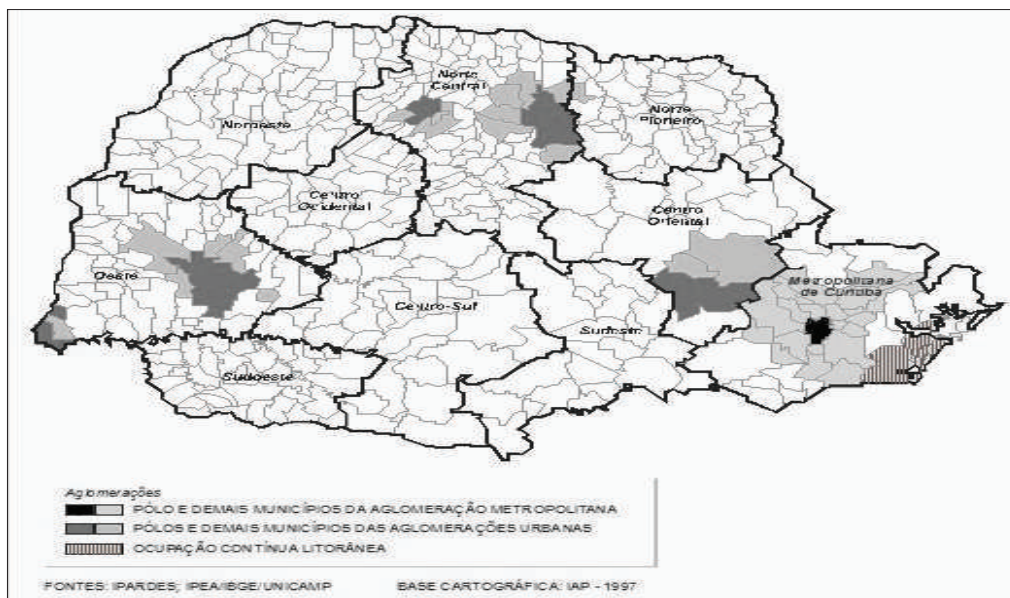 Norte
Central
Norte
Pioneiro
Noroeste
Centro
Ocidental
Centro
Oriental
Oeste
Metropolitana
de Curitiba
Centro-Sul
Sudeste
Sudoeste
Aglomerações
PÓLO E DEMAIS MUNICÍPIOS DA AGLOMERAÇÃO METROPOLITANA
PÓLOS E DEMAIS MUNICÍPIOS DAS AGLOMERAÇÕES URBANAS
OCUPAÇÃO CONTÍNUA LITORÂNEA
FONTES: IPARDES; IPEA/IBGE/UNICAMP BASE CARTOGRÁFICA: IAP - 1997